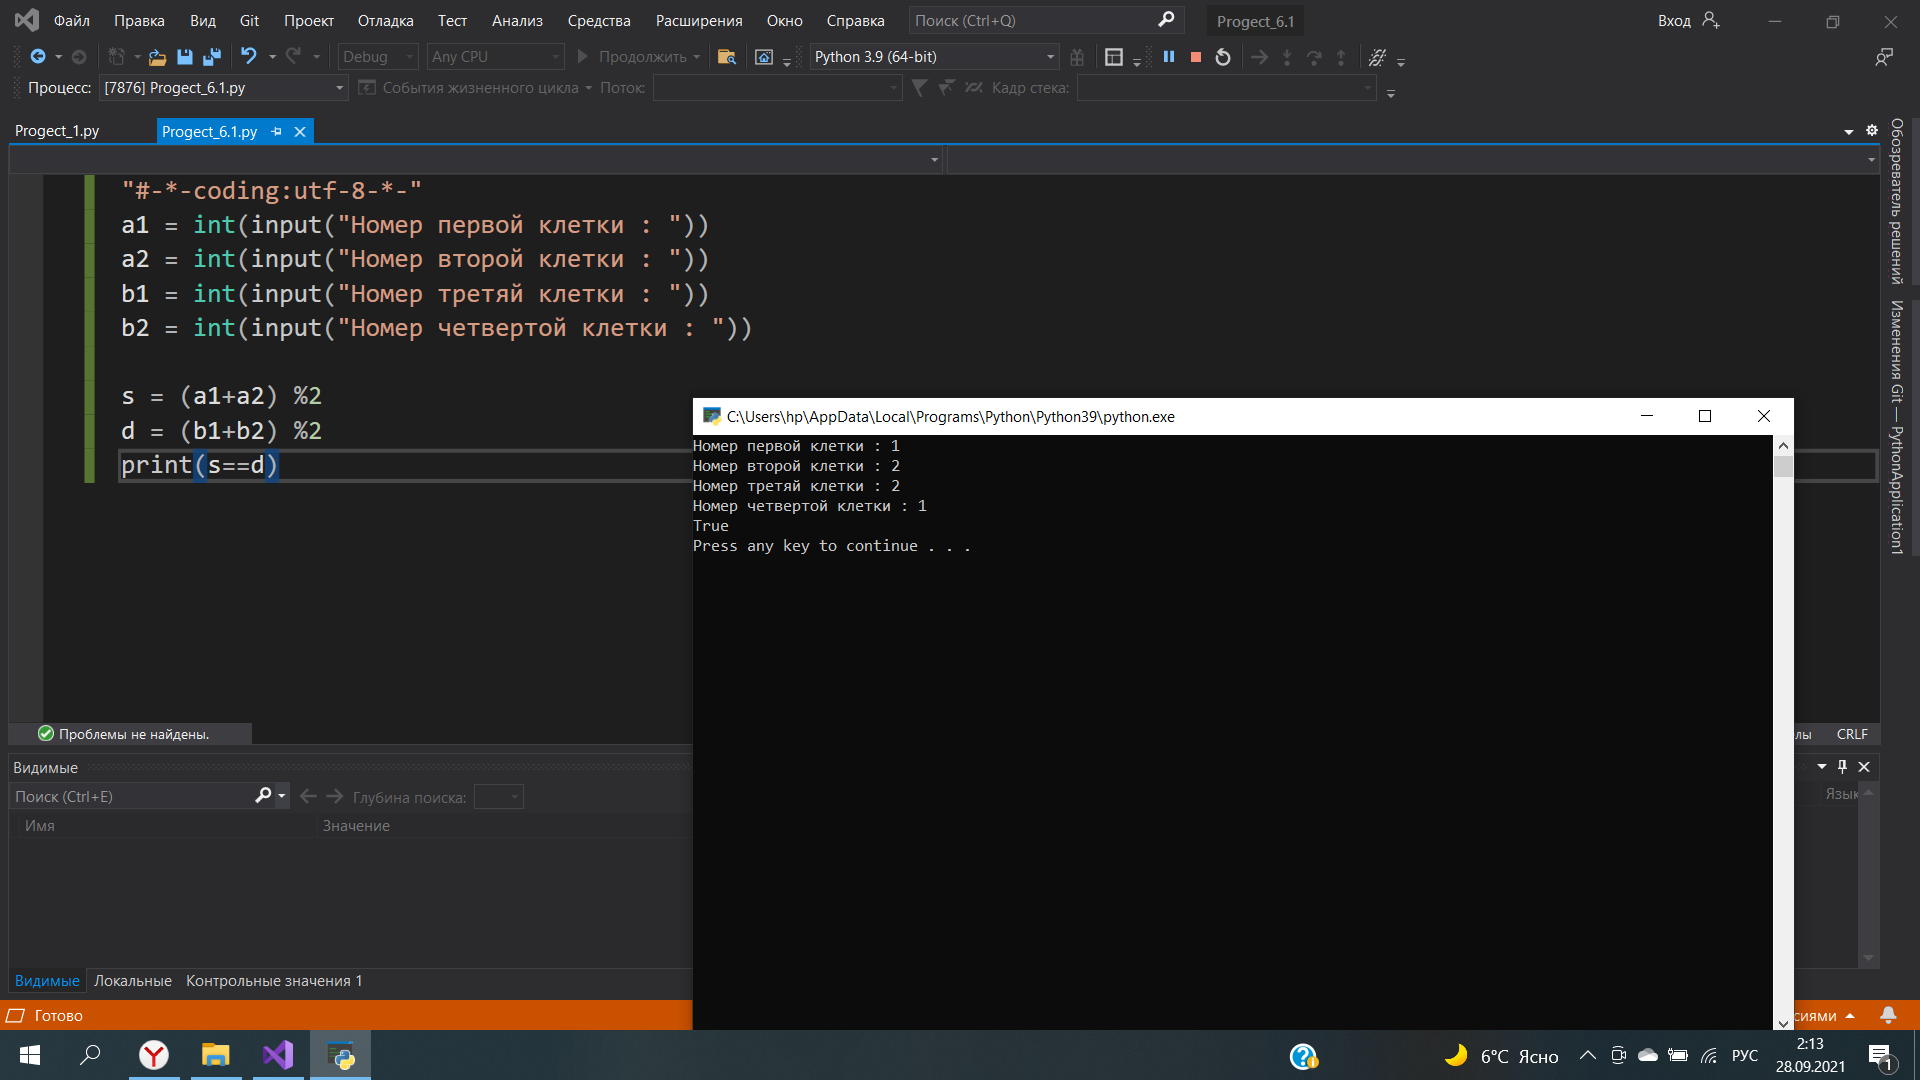 Файл Правка Вид Git Проект Отладка Тест Анализ Средства Расширения Окно Справка Поиск (Ctrl+Q) Progect_6.1 Вход
Debug Any CPU Продолжить Python 3.9 (64-bit)
Процесс: [7876] Progect_6.1.py События жизненного цикла Поток: Кадр стека:
Progect_1.py Progect_6.1.py
"#-*-coding:utf-8-*-"
a1 = int(input("Номер первой клетки : "))
a2 = int(input("Номер второй клетки : "))
b1 = int(input("Номер третяй клетки : "))
b2 = int(input("Номер четвертой клетки : "))
s = (a1+a2) %2
d = (b1+b2) %2
print(s==d)
C:\Users\hp\AppData\Local\Programs\Python\Python39\python.exe
Номер первой клетки : 1
Номер второй клетки : 2
Номер третяй клетки : 2
Номер четвертой клетки : 1
True
Press any key to continue . . .
Обозреватель решений
Изменения Git — PythonApplication1
Проблемы не найдены.
лы CRLF
Видимые
Поиск (Ctrl+E) Глубина поиска:
Имя Значение
Язык
Видимые Локальные Контрольные значения 1
Готово
сиями
6°C Ясно РУС 2:13
28.09.2021
1